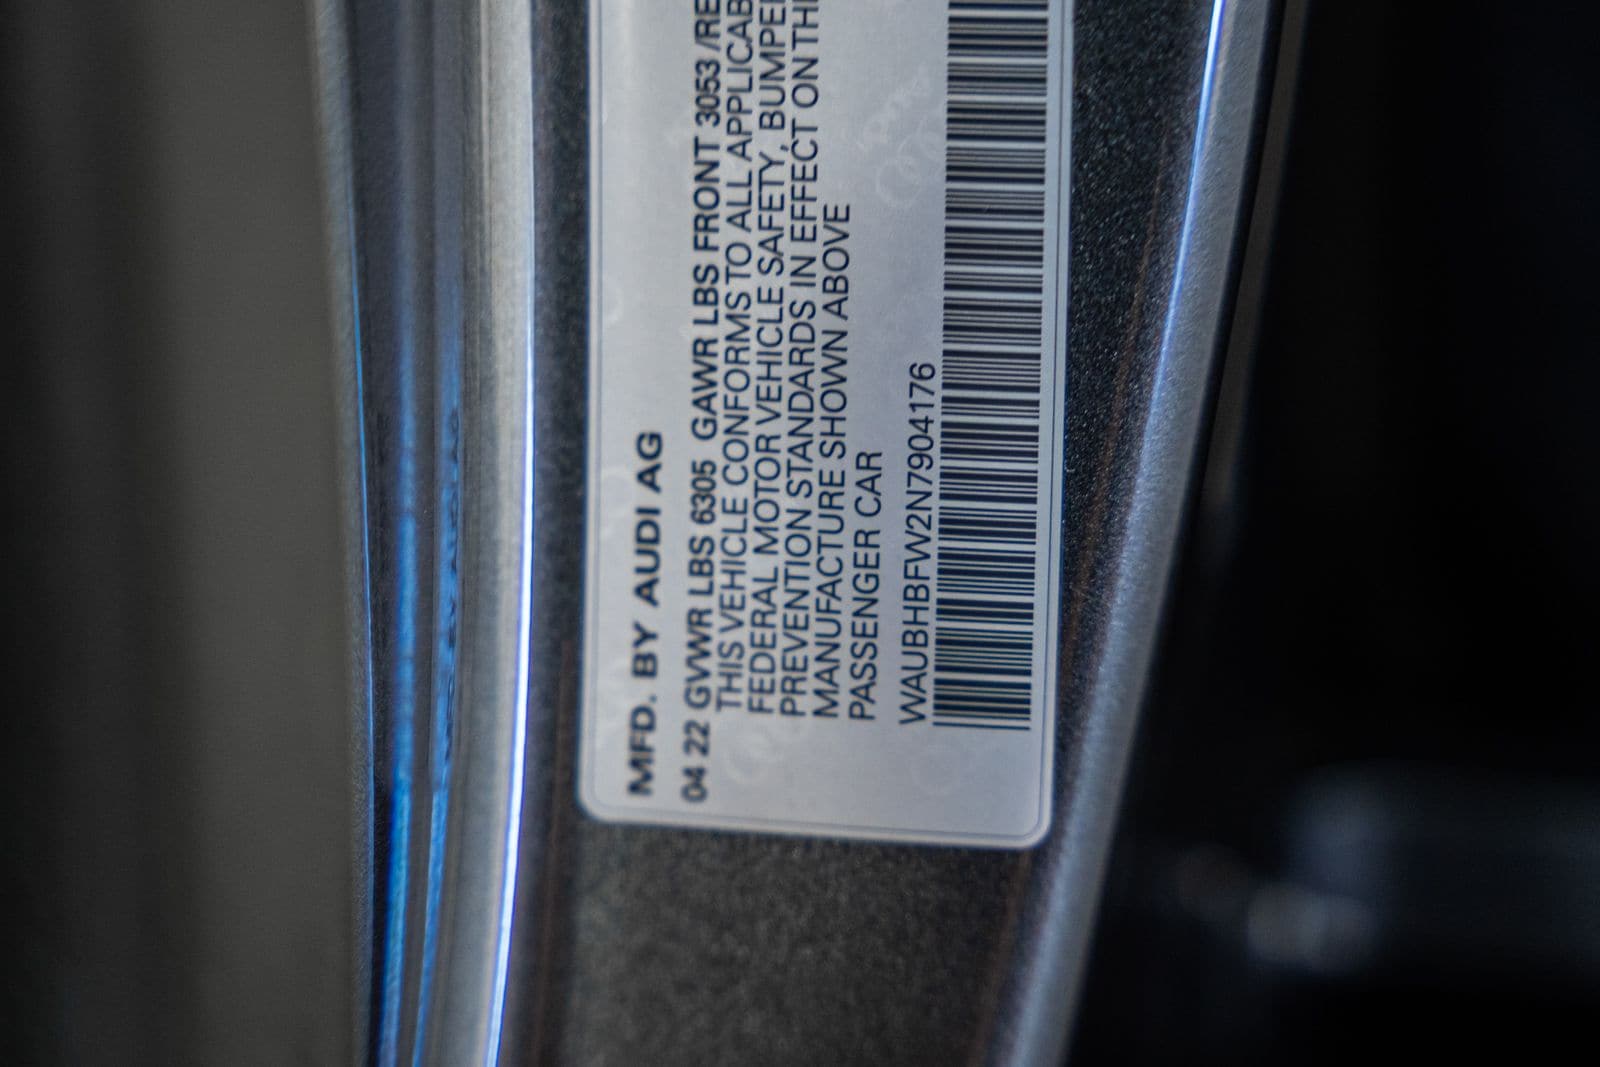 MFD. BY AUDI AG
04 22 GVWR LBS 6305 GAWR LBS FRONT 3053 /RE
THIS VEHICLE CONFORMS TO ALL APPLICAB
FEDERAL MOTOR VEHICLE SAFETY, BUMPE
PREVENTION STANDARDS IN EFFECT ON TH
MANUFACTURE SHOWN ABOVE
PASSENGER CAR
WAUBHBFW2N7904176